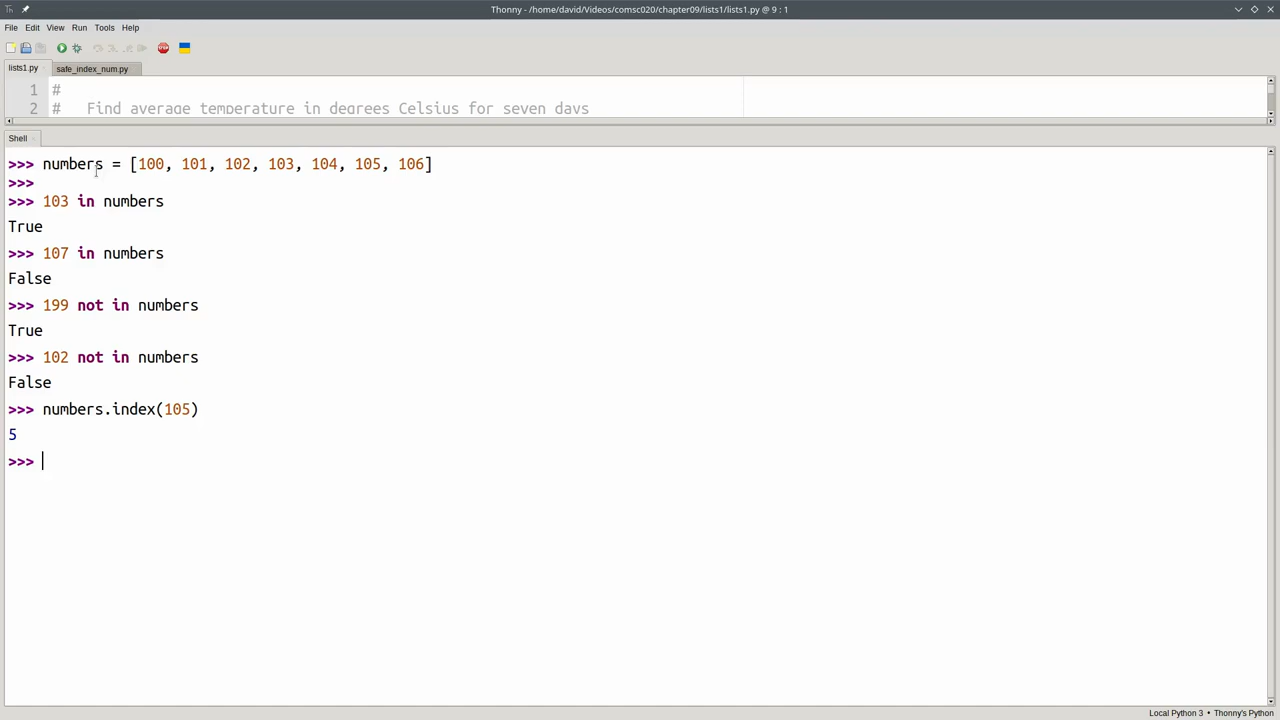 Thonny - /home/david/Videos/comsc020/chapter09/lists1/lists1.py @ 9 : 1
File Edit View Run Tools Help
STOP
lists1.py
safe_index_num.py
1 #
2 # Find average temperature in degrees Celsius for seven days
Shell
>>> numbers = [100, 101, 102, 103, 104, 105, 106]
>>>
>>> 103 in numbers
True
>>> 107 in numbers
False
>>> 199 not in numbers
True
>>> 102 not in numbers
False
>>> numbers.index(105)
5
>>>
Local Python 3 • Thonny's Python